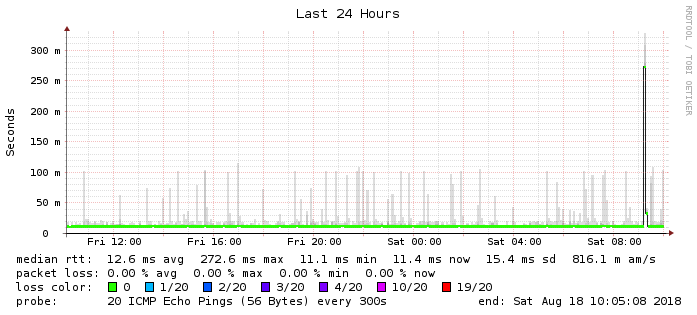 Last 24 Hours
RRDTOOL / TOBI OETIKER
Seconds
300 m
250 m
200 m
150 m
100 m
50 m
0
Fri 12:00 Fri 16:00 Fri 20:00 Sat 00:00 Sat 04:00 Sat 08:00
median rtt: 12.6 ms avg 272.6 ms max 11.1 ms min 11.4 ms now 15.4 ms sd 816.1 m am/s
packet loss: 0.00 % avg 0.00 % max 0.00 % min 0.00 % now
loss color: 0 1/20 2/20 3/20 4/20 10/20 19/20
probe: 20 ICMP Echo Pings (56 Bytes) every 300s end: Sat Aug 18 10:05:08 2018